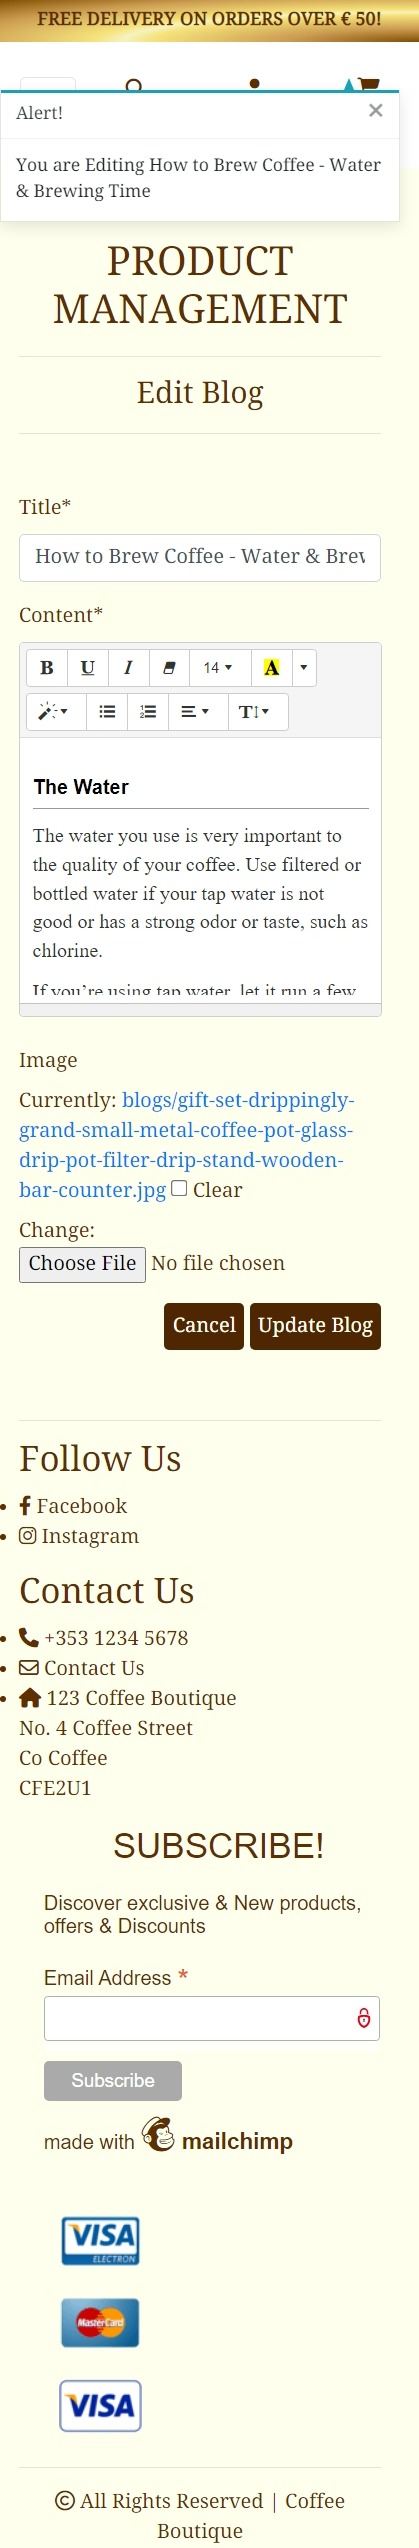 FREE DELIVERY ON ORDERS OVER € 50!
Alert! ×
You are Editing How to Brew Coffee - Water
& Brewing Time
PRODUCT
MANAGEMENT
Edit Blog
Title*
How to Brew Coffee - Water & Brew
Content*
B U I 14 A
T
The Water
The water you use is very important to
the quality of your coffee. Use filtered or
bottled water if your tap water is not
good or has a strong odor or taste, such as
chlorine.
If you’re using tap water, let it run a few
Image
Currently: blogs/gift-set-drippingly-
grand-small-metal-coffee-pot-glass-
drip-pot-filter-drip-stand-wooden-
bar-counter.jpg Clear
Change:
Choose File No file chosen
Cancel Update Blog
Follow Us
Facebook
Instagram
Contact Us
+353 1234 5678
Contact Us
123 Coffee Boutique
No. 4 Coffee Street
Co Coffee
CFE2U1
SUBSCRIBE!
Discover exclusive & New products,
offers & Discounts
Email Address *
Subscribe
made with mailchimp
VISA
ELECTRON
MasterCard
VISA
© All Rights Reserved | Coffee
Boutique